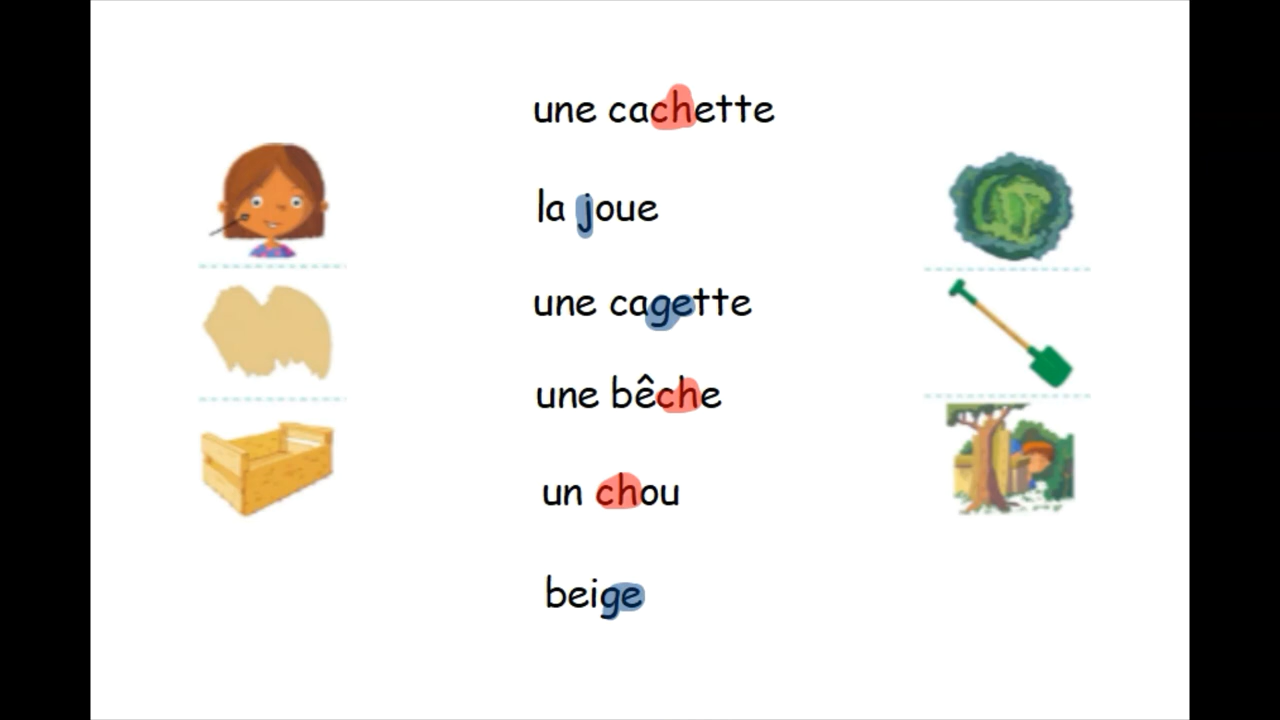 une cachette
la joue
une cagette
une bêche
un chou
beige